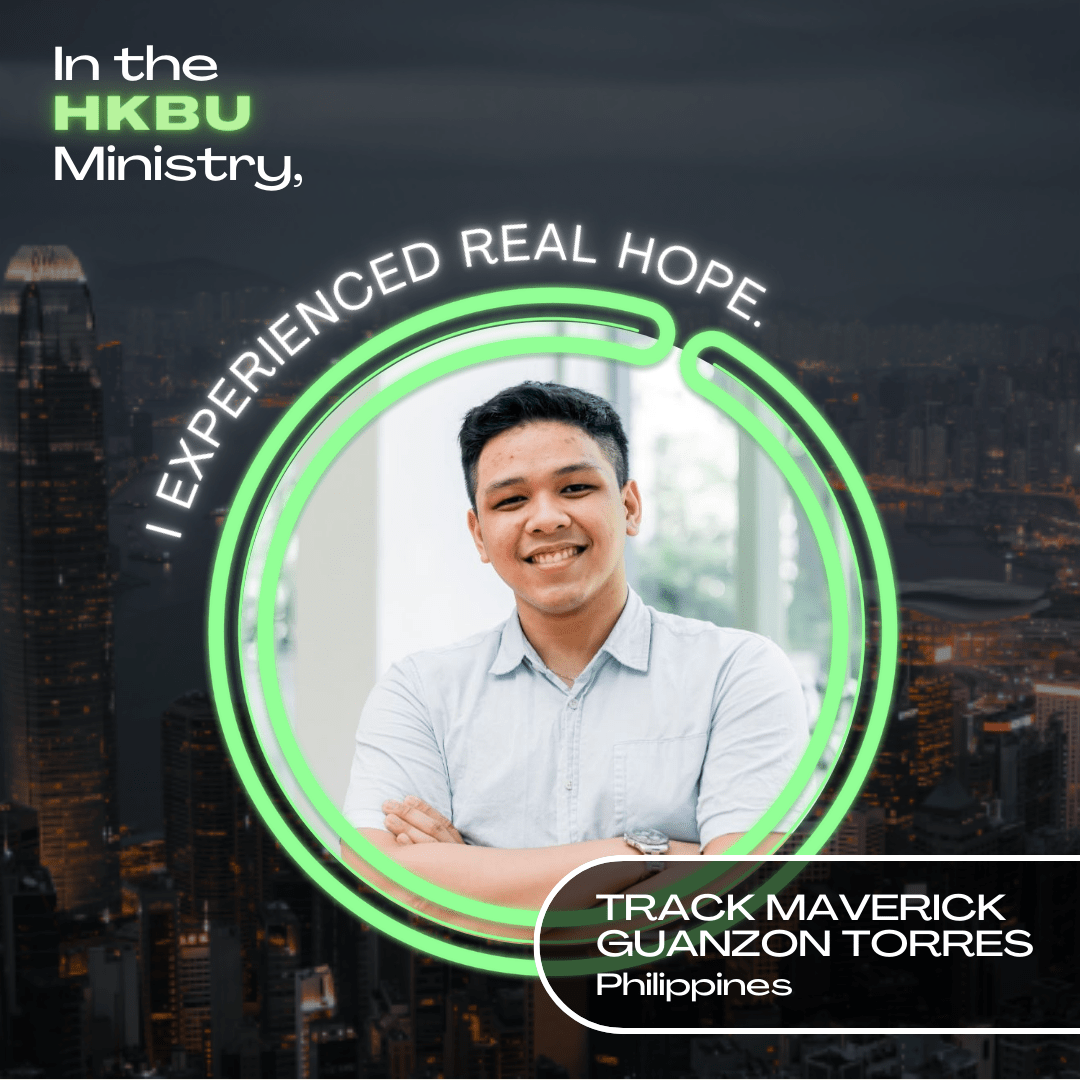 In the
HKBU
Ministry,
I EXPERIENCED REAL HOPE.
TRACK MAVERICK
GUANZON TORRES
Philippines